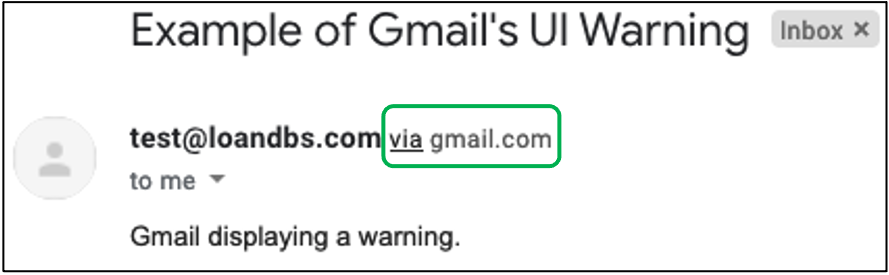 Example of Gmail's UI Warning Inbox ×
test@loandbs.com via gmail.com
to me
Gmail displaying a warning.